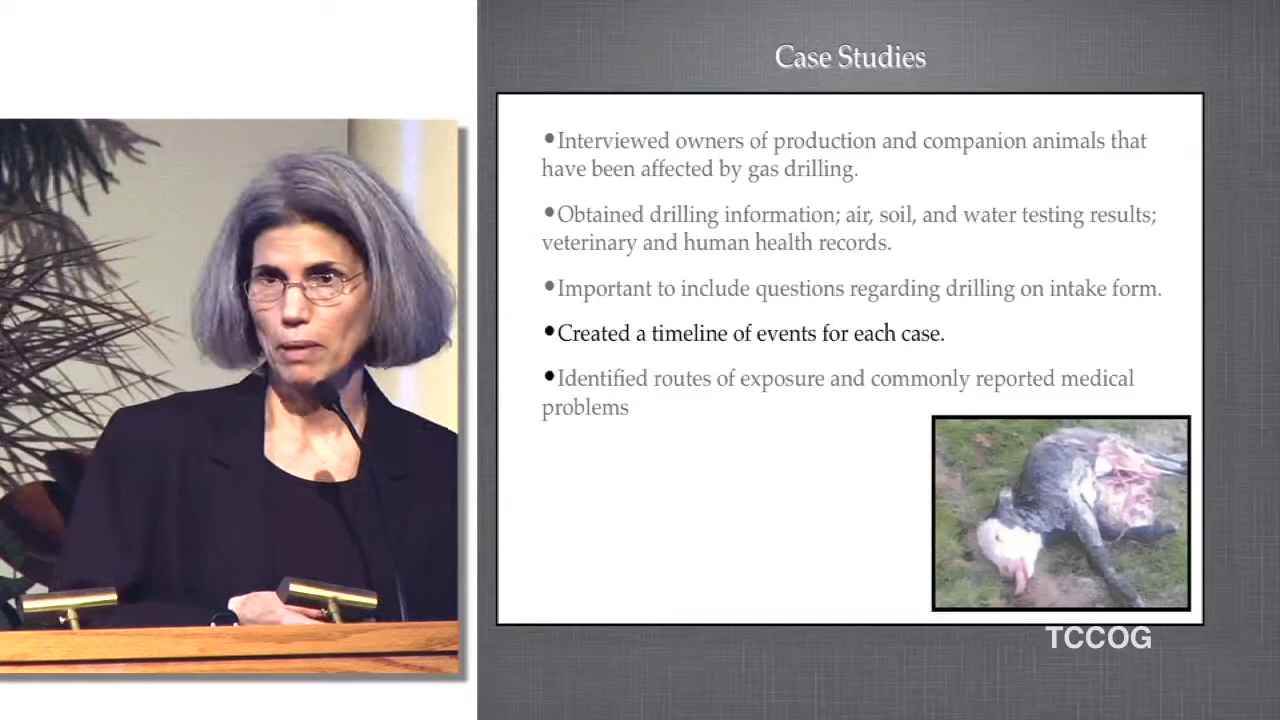 Case Studies
•Interviewed owners of production and companion animals that
have been affected by gas drilling.
•Obtained drilling information; air, soil, and water testing results;
veterinary and human health records.
•Important to include questions regarding drilling on intake form.
•Created a timeline of events for each case.
•Identified routes of exposure and commonly reported medical
problems
TCCOG